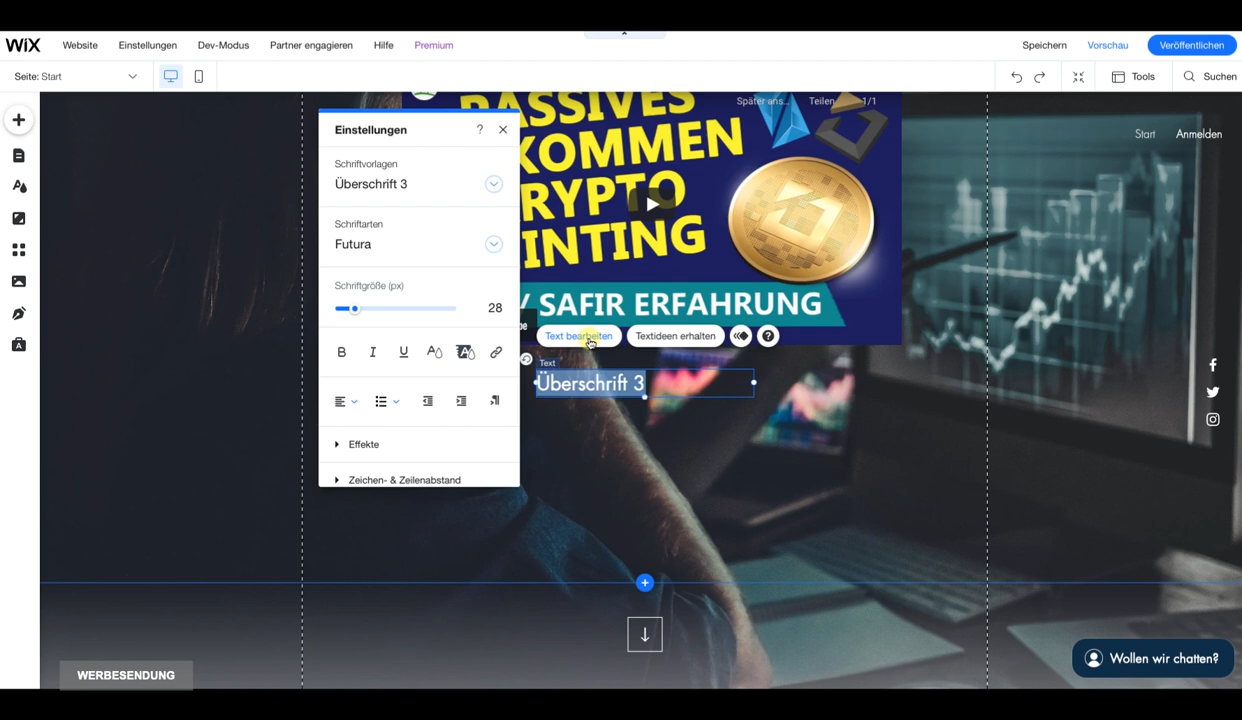 WiX
Website
Einstellungen
Dev-Modus
Partner engagieren
Hilfe
Premium
Speichern
Vorschau
Veröffentlichen
Seite: Start
Tools
Suchen
PASSIVES
KOMMEN
RYPTO
INTING
/ SAFIR ERFAHRUNG
Später ans...
Teilen
1/1
Start
Anmelden
Einstellungen
?
Schriftvorlagen
Überschrift 3
Schriftarten
Futura
Schriftgröße (px)
28
B
I
U
Effekte
Zeichen- & Zeilenabstand
Text bearbeiten
Textideen erhalten
?
Text
Überschrift 3
WERBESENDUNG
Wollen wir chatten?